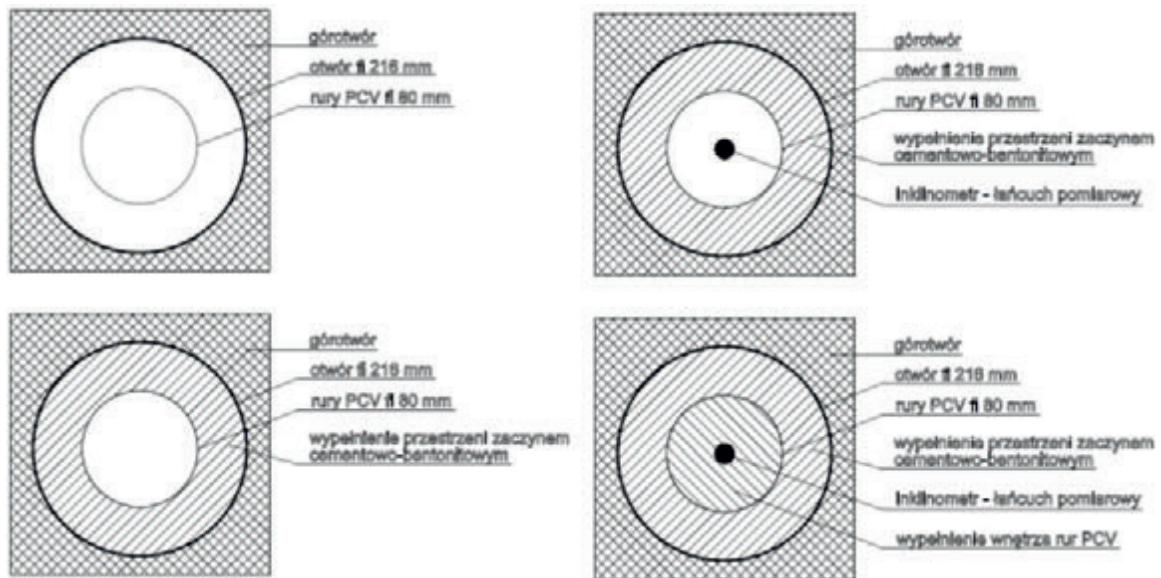 górotwór
otwór fi 216 mm
rury PCV fi 80 mm
górotwór
otwór fi 216 mm
rury PCV fi 80 mm
wypełnienie przestrzeni zaczynem
cementowo-bentonitowym
inklinometr - łańcuch pomiarowy
górotwór
otwór fi 216 mm
rury PCV fi 80 mm
wypełnienie przestrzeni zaczynem
cementowo-bentonitowym
górotwór
otwór fi 216 mm
rury PCV fi 80 mm
wypełnienie przestrzeni zaczynem
cementowo-bentonitowym
inklinometr - łańcuch pomiarowy
wypełnienie wnętrza rur PCV